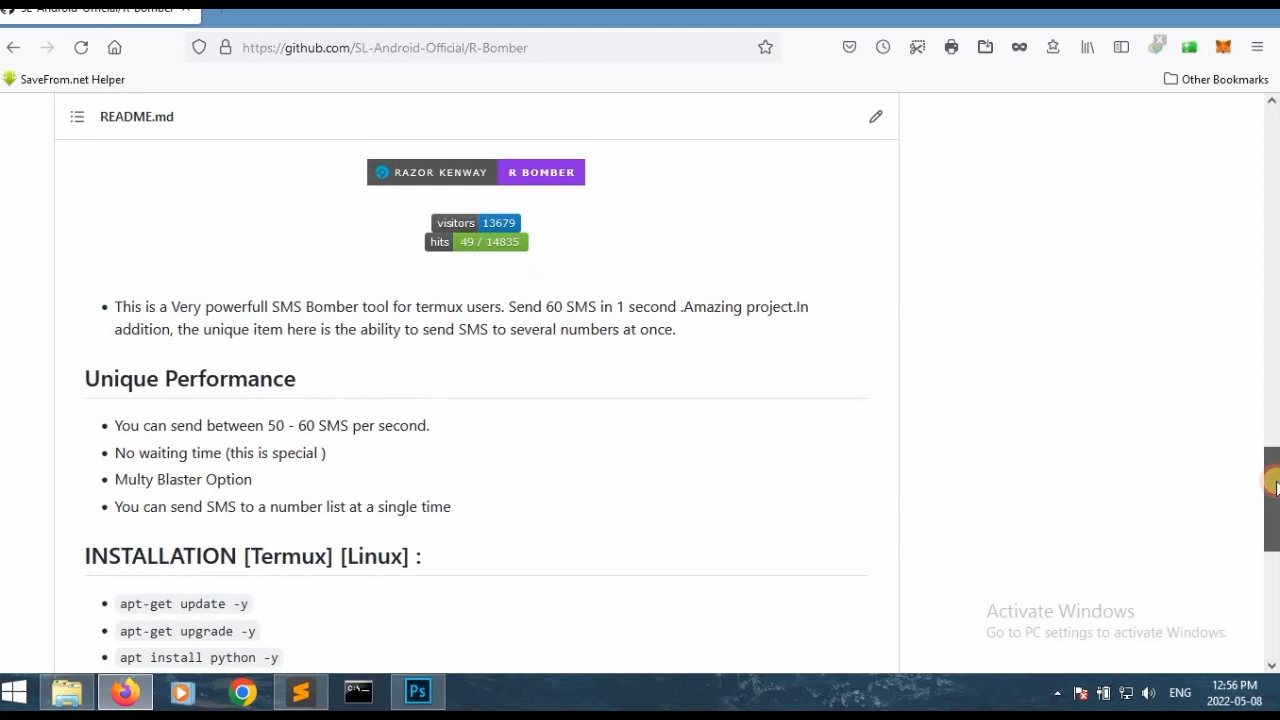 SL-Android-Official/R-Bomber
https://github.com/SL-Android-Official/R-Bomber
SaveFrom.net Helper
Other Bookmarks
README.md
RAZOR KENWAY R BOMBER
visitors 13679
hits 49 / 14835
This is a Very powerfull SMS Bomber tool for termux users. Send 60 SMS in 1 second .Amazing project.In
addition, the unique item here is the ability to send SMS to several numbers at once.
Unique Performance
You can send between 50 - 60 SMS per second.
No waiting time (this is special )
Multy Blaster Option
You can send SMS to a number list at a single time
INSTALLATION [Termux] [Linux] :
apt-get update -y
apt-get upgrade -y
apt install python -y
Activate Windows
Go to PC settings to activate Windows.
Ps
ENG
12:56 PM
2022-05-08